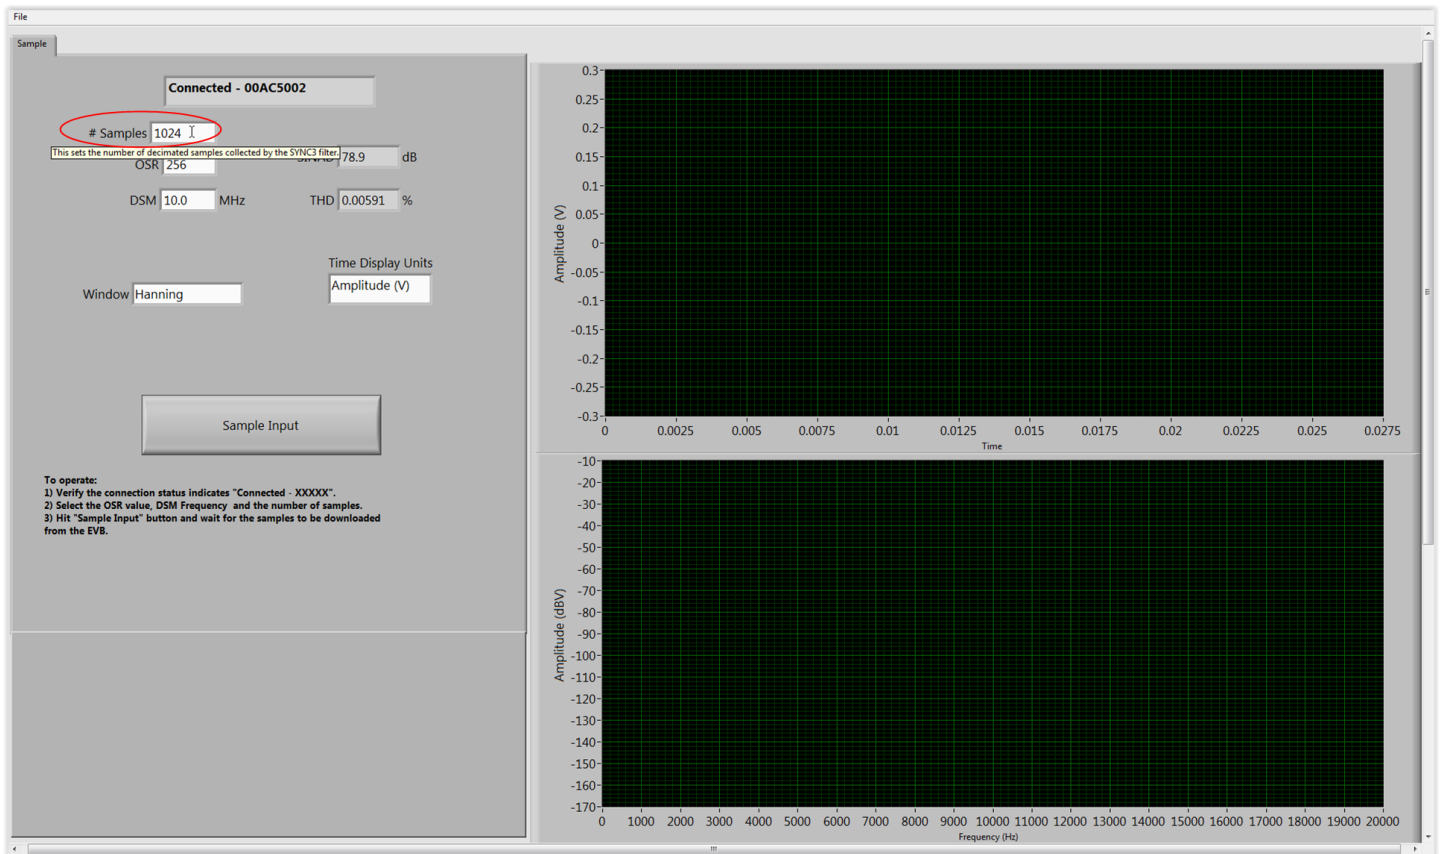 File
Sample
Connected - 00AC5002
# Samples 1024
This sets the number of decimated samples collected by the SYNC3 filter.
78.9 dB
OSR 256
DSM 10.0 MHz
THD 0.00591 %
Time Display Units
Amplitude (V)
Window Hanning
Sample Input
To operate:
1) Verify the connection status indicates "Connected - XXXXX".
2) Select the OSR value, DSM Frequency and the number of samples.
3) Hit "Sample Input" button and wait for the samples to be downloaded
from the EVB.
Amplitude (V)
0.3
0.25
0.2
0.15
0.1
0.05
0
-0.05
-0.1
-0.15
-0.2
-0.25
-0.3
0 0.0025 0.005 0.0075 0.01 0.0125 0.015 0.0175 0.02 0.0225 0.025 0.0275
Time
Amplitude (dBV)
-10
-20
-30
-40
-50
-60
-70
-80
-90
-100
-110
-120
-130
-140
-150
-160
-170
0 1000 2000 3000 4000 5000 6000 7000 8000 9000 10000 11000 12000 13000 14000 15000 16000 17000 18000 19000 20000
Frequency (Hz)